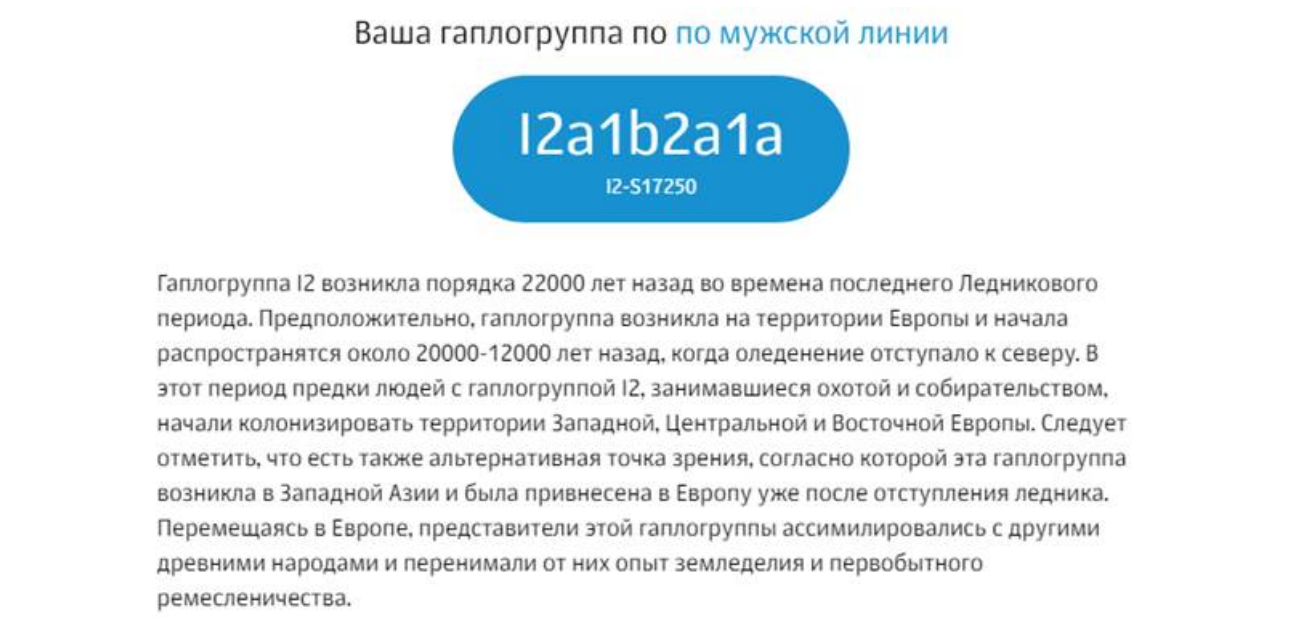 Ваша гаплогруппа по по мужской линии
I2a1b2a1a
I2-S17250
Гаплогруппа I2 возникла порядка 22000 лет назад во времена последнего Ледникового
периода. Предположительно, гаплогруппа возникла на территории Европы и начала
распространятся около 20000-12000 лет назад, когда оледенение отступало к северу. В
этот период предки людей с гаплогруппой I2, занимавшиеся охотой и собирательством,
начали колонизировать территории Западной, Центральной и Восточной Европы. Следует
отметить, что есть также альтернативная точка зрения, согласно которой эта гаплогруппа
возникла в Западной Азии и была привнесена в Европу уже после отступления ледника.
Перемещаясь в Европе, представители этой гаплогруппы ассимилировались с другими
древними народами и перенимали от них опыт земледелия и первобытного
ремесленичества.